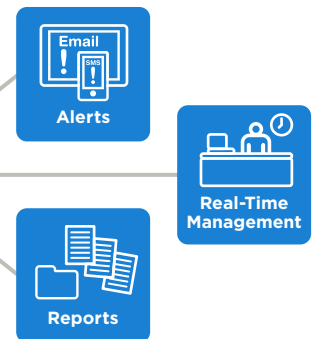 Email
!
SMS
!
Alerts
Real-Time
Management
Reports